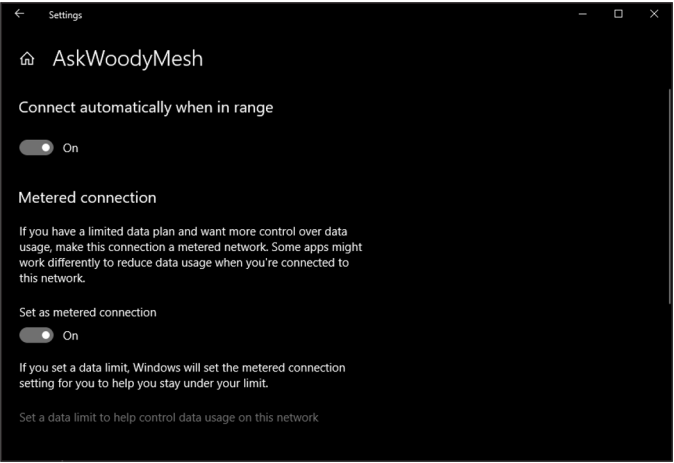 Settings
AskWoodyMesh
Connect automatically when in range
On
Metered connection
If you have a limited data plan and want more control over data
usage, make this connection a metered network. Some apps might
work differently to reduce data usage when you're connected to
this network.
Set as metered connection
On
If you set a data limit, Windows will set the metered connection
setting for you to help you stay under your limit.
Set a data limit to help control data usage on this network